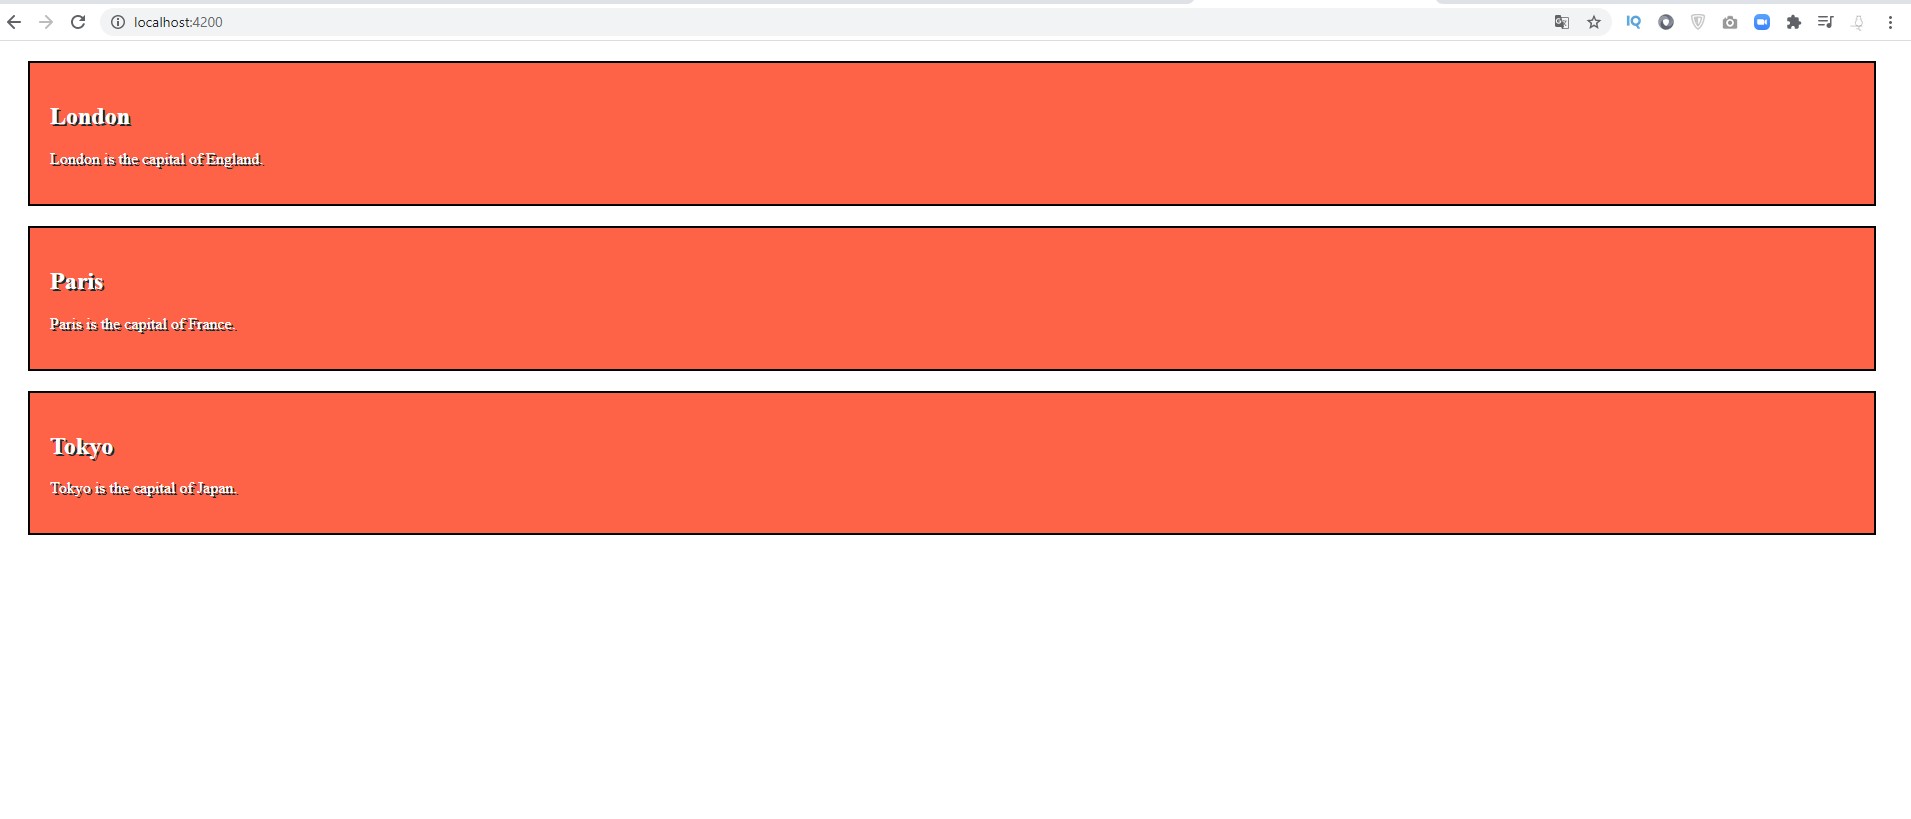 localhost:4200
IQ
London
London is the capital of England.
Paris
Paris is the capital of France.
Tokyo
Tokyo is the capital of Japan.